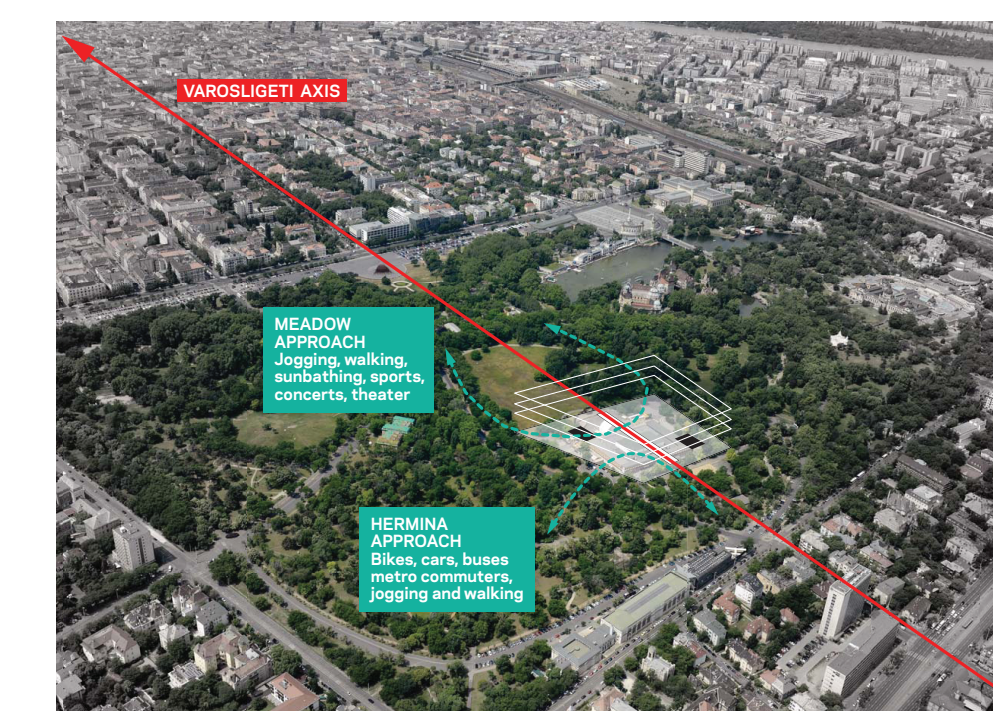 VAROSLIGETI AXIS
MEADOW
APPROACH
Jogging, walking,
sunbathing, sports,
concerts, theater
HERMINA
APPROACH
Bikes, cars, buses
metro commuters,
jogging and walking